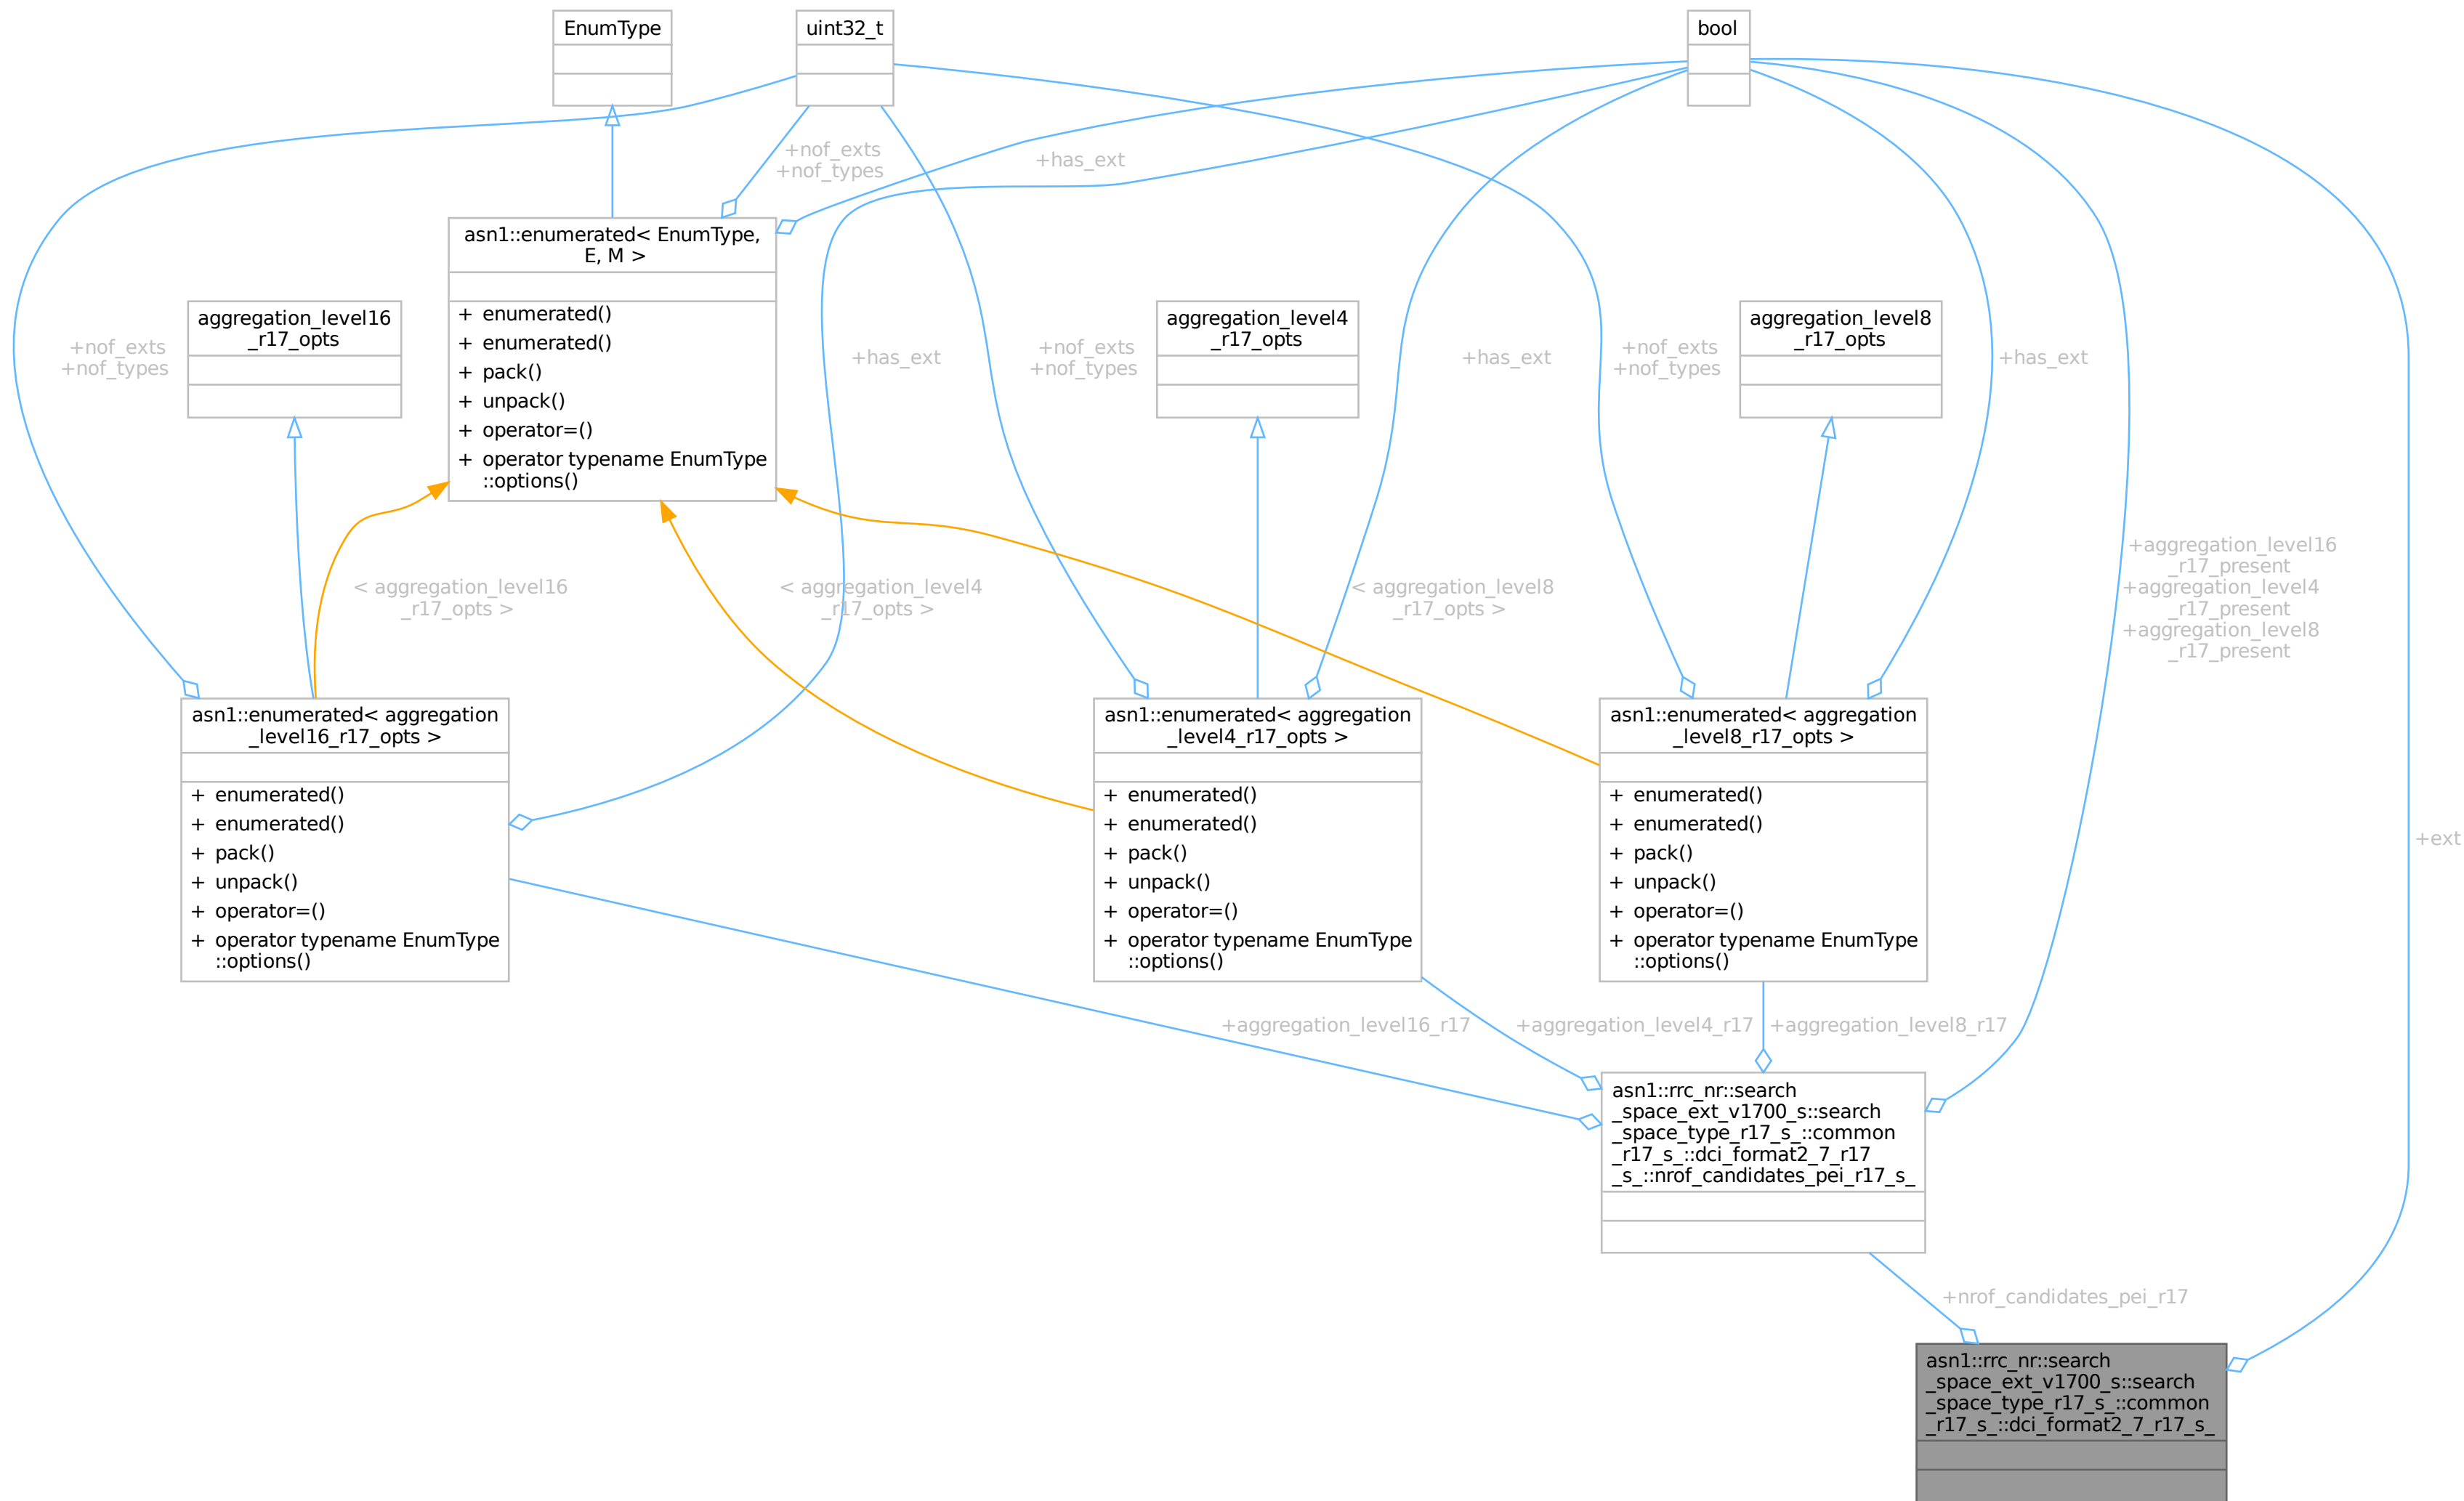 EnumType
uint32_t
bool
+nof_exts
+nof_types
+has_ext
asn1::enumerated< EnumType,
E, M >
+ enumerated()
+ enumerated()
+ pack()
+ unpack()
+ operator=()
+ operator typename EnumType
::options()
+nof_exts
+nof_types
aggregation_level16
_r17_opts
+has_ext
+nof_exts
+nof_types
aggregation_level4
_r17_opts
+has_ext
+nof_exts
+nof_types
aggregation_level8
_r17_opts
+has_ext
< aggregation_level16
_r17_opts >
< aggregation_level4
_r17_opts >
< aggregation_level8
_r17_opts >
+aggregation_level16
_r17_present
+aggregation_level4
_r17_present
+aggregation_level8
_r17_present
asn1::enumerated< aggregation
_level16_r17_opts >
+ enumerated()
+ enumerated()
+ pack()
+ unpack()
+ operator=()
+ operator typename EnumType
::options()
asn1::enumerated< aggregation
_level4_r17_opts >
+ enumerated()
+ enumerated()
+ pack()
+ unpack()
+ operator=()
+ operator typename EnumType
::options()
asn1::enumerated< aggregation
_level8_r17_opts >
+ enumerated()
+ enumerated()
+ pack()
+ unpack()
+ operator=()
+ operator typename EnumType
::options()
+ext
+aggregation_level16_r17
+aggregation_level4_r17
+aggregation_level8_r17
asn1::rrc_nr::search
_space_ext_v1700_s::search
_space_type_r17_s_::common
_r17_s_::dci_format2_7_r17
_s_::nrof_candidates_pei_r17_s_
+nrof_candidates_pei_r17
asn1::rrc_nr::search
_space_ext_v1700_s::search
_space_type_r17_s_::common
_r17_s_::dci_format2_7_r17_s_